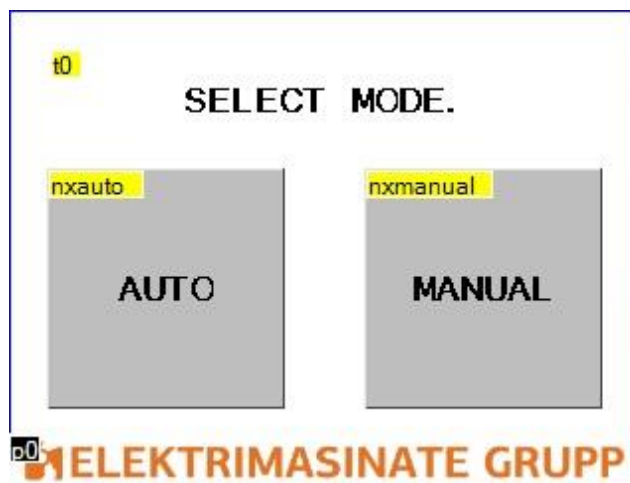 t0
SELECT MODE.
nxauto
nxmanual
AUTO
MANUAL
p0
ELEKTRIMASINATE GRUPP